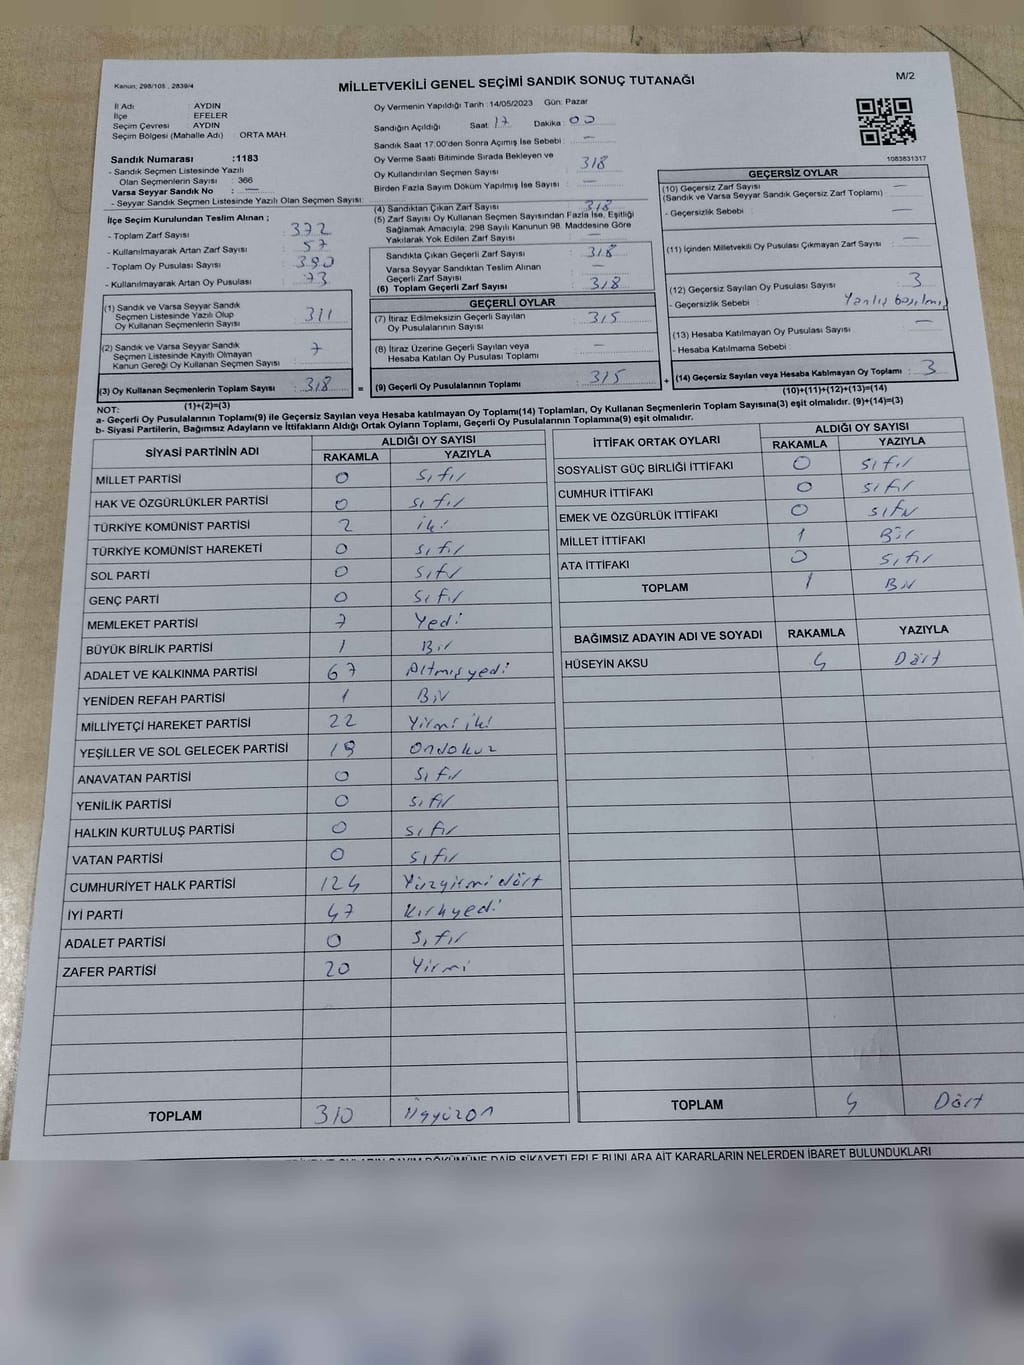 Kanun; 298/105 , 2839/4
MİLLETVEKİLİ GENEL SEÇİMİ SANDIK SONUÇ TUTANAĞI
M/2
İl Adı : AYDIN
İlçe : EFELER
Seçim Çevresi : AYDIN
Seçim Bölgesi (Mahalle Adı) : ORTA MAH
Sandık Numarası :1183
- Sandık Seçmen Listesinde Yazılı
Olan Seçmenlerin Sayısı : 366
Varsa Seyyar Sandık No : —
- Seyyar Sandık Seçmen Listesinde Yazılı Olan Seçmen Sayısı
Oy Vermenin Yapıldığı Tarih :14/05/2023 Gün: Pazar
Sandığın Açıldığı Saat : 17 Dakika : 00
Sandık Saat 17:00'den Sonra Açımış İse Sebebi : —
Oy Verme Saati Bitiminde Sırada Bekleyen ve
Oy Kullandırılan Seçmen Sayısı : 318
Birden Fazla Sayım Döküm Yapılmış İse Sayısı : —
1083631317
İlçe Seçim Kurulundan Teslim Alınan ;
- Toplam Zarf Sayısı : 372
- Kullanılmayarak Artan Zarf Sayısı : 57
- Toplam Oy Pusulası Sayısı : 390
- Kullanılmayarak Artan Oy Pusulası : 73
(1) Sandık ve Varsa Seyyar Sandık
Seçmen Listesinde Yazılı Olup
Oy Kullanan Seçmenlerin Sayısı : 311
(2) Sandık ve Varsa Seyyar Sandık
Seçmen Listesinde Kayıtlı Olmayan
Kanun Gereği Oy Kullanan Seçmen Sayısı : 7
(3) Oy Kullanan Seçmenlerin Toplam Sayısı : 318
(1)+(2)=(3)
(4) Sandıktan Çıkan Zarf Sayısı : 318
(5) Zarf Sayısı Oy Kullanan Seçmen Sayısından Fazla İse, Eşitliği
Sağlamak Amacıyla; 298 Sayılı Kanunun 98. Maddesine Göre
Yakılarak Yok Edilen Zarf Sayısı : —
Sandıkta Çıkan Geçerli Zarf Sayısı : 318
Varsa Seyyar Sandıktan Teslim Alınan
Geçerli Zarf Sayısı : —
(6) Toplam Geçerli Zarf Sayısı : 318
GEÇERLİ OYLAR
(7) İtiraz Edilmeksizin Geçerli Sayılan
Oy Pusulalarının Sayısı : 315
(8) İtiraz Üzerine Geçerli Sayılan veya
Hesaba Katılan Oy Pusulası Toplamı : —
= (9) Geçerli Oy Pusulalarının Toplamı : 315 +
GEÇERSİZ OYLAR
(10) Geçersiz Zarf Sayısı : —
(Sandık ve Varsa Seyyar Sandık Geçersiz Zarf Toplamı)
- Geçersizlik Sebebi : —
(11) İçinden Milletvekili Oy Pusulası Çıkmayan Zarf Sayısı : —
(12) Geçersiz Sayılan Oy Pusulası Sayısı : 3
- Geçersizlik Sebebi : Yanlış basılmış
(13) Hesaba Katılmayan Oy Pusulası Sayısı : —
- Hesaba Katılmama Sebebi :
(14) Geçersiz Sayılan veya Hesaba Katılmayan Oy Toplamı : 3
(10)+(11)+(12)+(13)=(14)
NOT:
a- Geçerli Oy Pusulalarının Toplamı(9) ile Geçersiz Sayılan veya Hesaba katılmayan Oy Toplamı(14) Toplamları, Oy Kullanan Seçmenlerin Toplam Sayısına(3) eşit olmalıdır. (9)+(14)=(3)
b- Siyasi Partilerin, Bağımsız Adayların ve İttifakların Aldığı Ortak Oyların Toplamı, Geçerli Oy Pusulalarının Toplamına(9) eşit olmalıdır.
SİYASİ PARTİNİN ADI ALDIĞI OY SAYISI
RAKAMLA YAZIYLA
MİLLET PARTİSİ 0 Sıfır
HAK VE ÖZGÜRLÜKLER PARTİSİ 0 Sıfır
TÜRKİYE KOMÜNİST PARTİSİ 2 iki
TÜRKİYE KOMÜNİST HAREKETİ 0 Sıfır
SOL PARTİ 0 Sıfır
GENÇ PARTİ 0 Sıfır
MEMLEKET PARTİSİ 7 Yedi
BÜYÜK BİRLİK PARTİSİ 1 Bir
ADALET VE KALKINMA PARTİSİ 67 Altmışyedi
YENİDEN REFAH PARTİSİ 1 Bir
MİLLİYETÇİ HAREKET PARTİSİ 22 Yirmi iki
YEŞİLLER VE SOL GELECEK PARTİSİ 19 Ondokuz
ANAVATAN PARTİSİ 0 Sıfır
YENİLİK PARTİSİ 0 Sıfır
HALKIN KURTULUŞ PARTİSİ 0 Sıfır
VATAN PARTİSİ 0 Sıfır
CUMHURİYET HALK PARTİSİ 124 Yüzyirmidört
İYİ PARTİ 47 Kırkyedi
ADALET PARTİSİ 0 Sıfır
ZAFER PARTİSİ 20 Yirmi
TOPLAM 310 Üçyüzon
İTTİFAK ORTAK OYLARI ALDIĞI OY SAYISI
RAKAMLA YAZIYLA
SOSYALİST GÜÇ BİRLİĞİ İTTİFAKI 0 Sıfır
CUMHUR İTTİFAKI 0 Sıfır
EMEK VE ÖZGÜRLÜK İTTİFAKI 0 Sıfır
MİLLET İTTİFAKI 1 Bir
ATA İTTİFAKI 0 Sıfır
TOPLAM 1 Bir
BAĞIMSIZ ADAYIN ADI VE SOYADI RAKAMLA YAZIYLA
HÜSEYİN AKSU 4 Dört
TOPLAM 4 Dört
SAYIM DÖKÜMÜNE DAİR ŞİKAYETLERLE BUNLARA AİT KARARLARIN NELERDEN İBARET BULUNDUKLARI